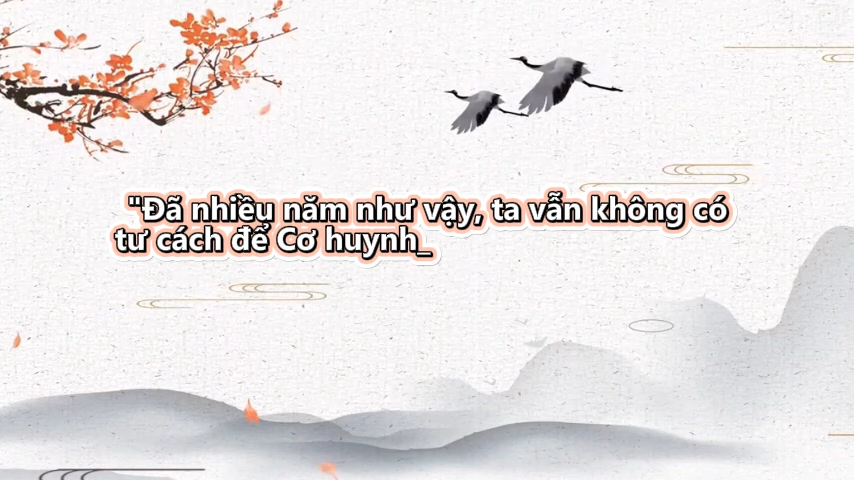 "Đã nhiều năm như vậy, ta vẫn không có
tư cách để Cơ huynh_